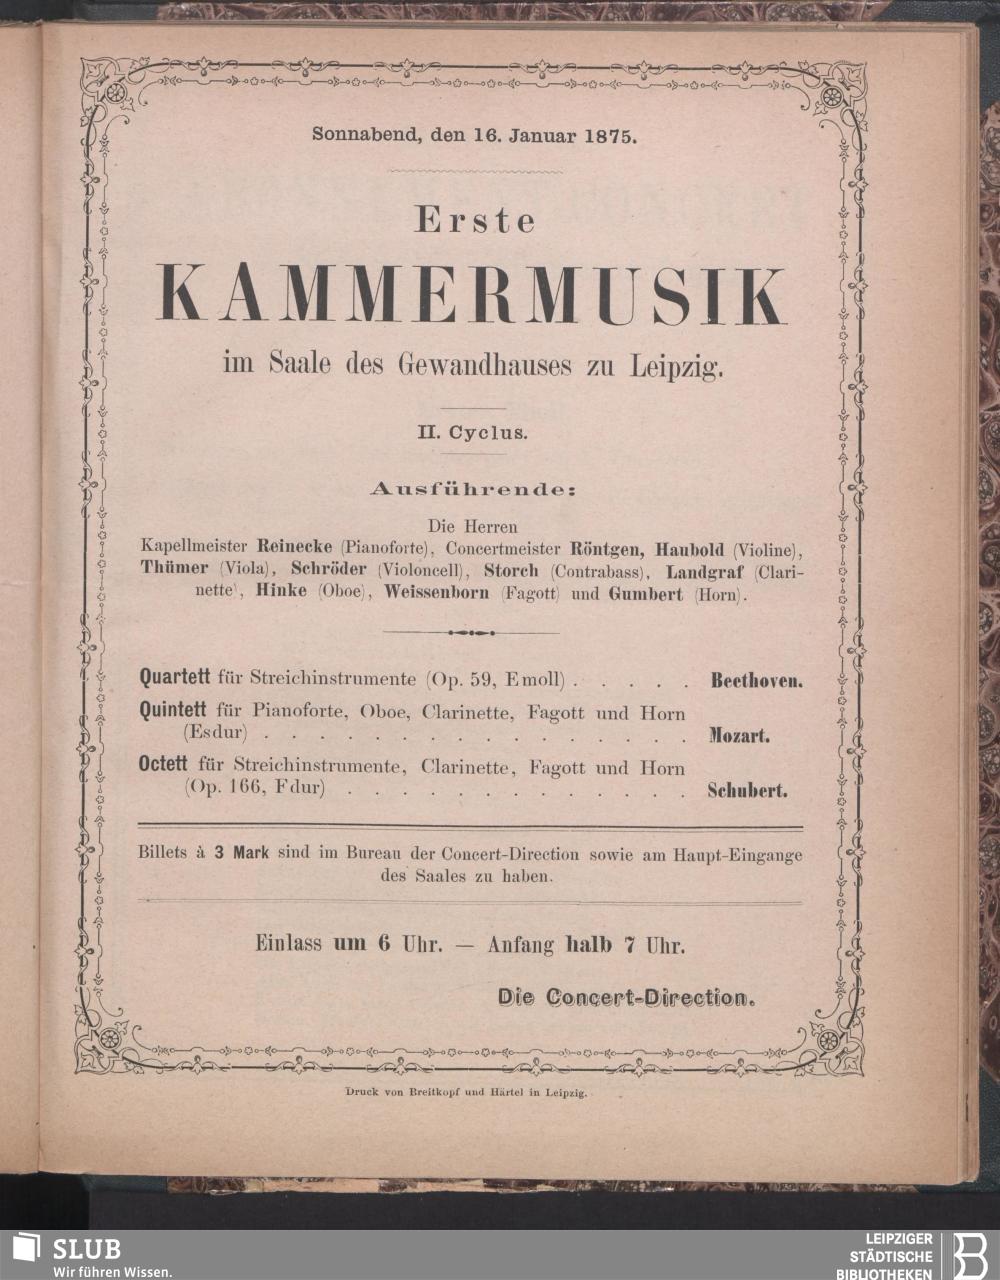 Sonnabend, den 16. Januar 1875.
Erste
KAMMERMUSIK
im Saale des Gewandhauses zu Leipzig.
II. Cyclus.
Ausführende:
Die Herren
Kapellmeister Reinecke (Pianoforte), Concertmeister Röntgen, Haubold (Violine),
Thümer (Viola), Schröder (Violoncell), Storch (Contrabass), Landgraf (Clari-
nette), Hinke (Oboe), Weissenborn (Fagott) und Gumbert (Horn).
Quartett für Streichinstrumente (Op. 59, Emoll) . . . . . Beethoven.
Quintett für Pianoforte, Oboe, Clarinette, Fagott und Horn
(Esdur) . . . . . . . . . . . . . . . . Mozart.
Octett für Streichinstrumente, Clarinette, Fagott und Horn
(Op. 166, Fdur) . . . . . . . . . . . . . Schubert.
Billets à 3 Mark sind im Bureau der Concert-Direction sowie am Haupt-Eingange
des Saales zu haben.
Einlass um 6 Uhr. — Anfang halb 7 Uhr.
Die Concert-Direction.
Druck von Breitkopf und Härtel in Leipzig.
SLUB
Wir führen Wissen.
LEIPZIGER
STÄDTISCHE
BIBLIOTHEKEN